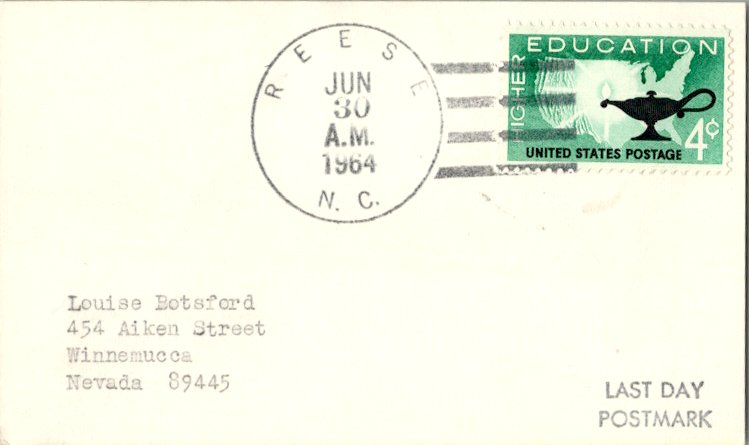 REESE
JUN
30
A.M.
1964
N. C.
HIGHER EDUCATION
4¢
UNITED STATES POSTAGE
Louise Botsford
454 Aiken Street
Winnemucca
Nevada 89445
LAST DAY
POSTMARK